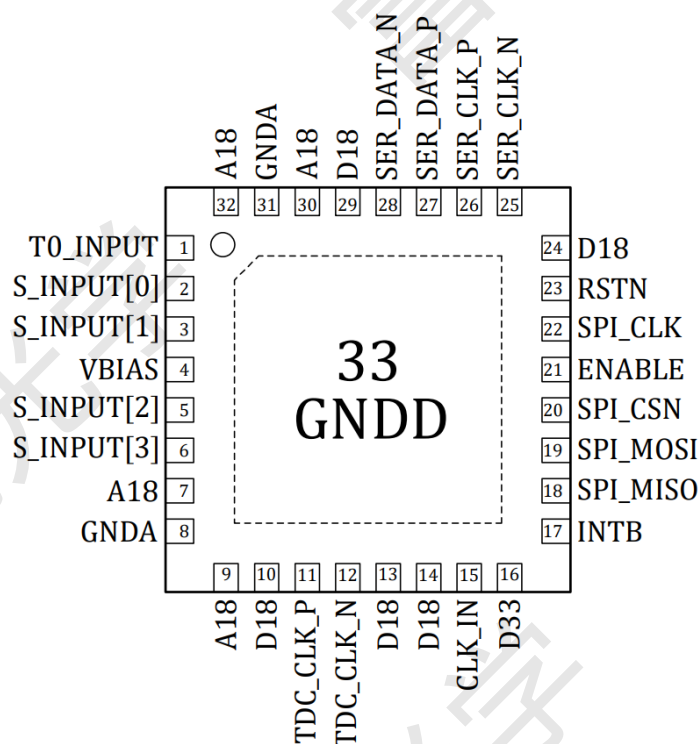 SER_DATA_N
SER_DATA_P
SER_CLK_P
SER_CLK_N
A18
GNDA
A18
D18
32 31 30 29 28 27 26 25
T0_INPUT 1
S_INPUT[0] 2
S_INPUT[1] 3
VBIAS 4
S_INPUT[2] 5
S_INPUT[3] 6
A18 7
GNDA 8
33
GNDD
24 D18
23 RSTN
22 SPI_CLK
21 ENABLE
20 SPI_CSN
19 SPI_MOSI
18 SPI_MISO
17 INTB
9 10 11 12 13 14 15 16
A18
D18
TDC_CLK_P
TDC_CLK_N
D18
D18
CLK_IN
D33